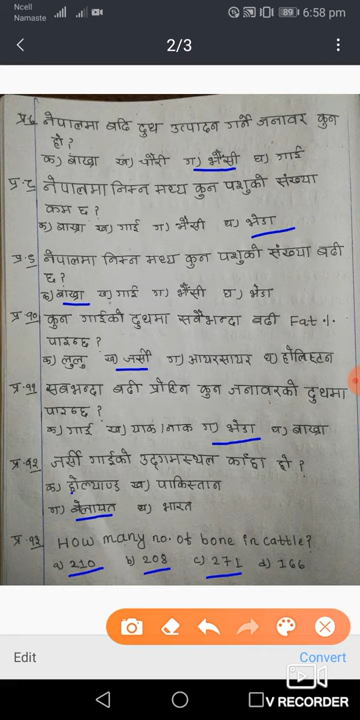 Ncell
Namaste
89 6:58 pm
2/3
प्र.७ नेपालमा बढि दुध उत्पादन गर्ने जनावर कुन
हो?
क) बाख्रा ख) चौंरी ग) भैंसी घ) गाई
प्र.८ नेपालमा निम्न मध्य कुन पशुको संख्या
कम छ?
क) बाख्रा ख) गाई ग) भैंसी घ) भेडा
प्र.९ नेपालमा निम्न मध्य कुन पशुको संख्या बढी
छ?
क) बाख्रा ख) गाई ग) भैंसी घ) भेडा
प्र.१० कुन गाईको दुधमा सबैभन्दा बढी Fat %
पाइन्छ?
क) लुलु ख) जर्सी ग) आयरसायर घ) होलिष्टन
प्र.११ सबभन्दा बढी प्रोटिन कुन जनावरको दुधमा
पाइन्छ?
क) गाई ख) याक/नाक ग) भेडा घ) बाख्रा
प्र.१२ जर्सी गाईको उद्गमस्थल काँहा हो?
क) होल्याण्ड ख) पाकिस्तान
ग) बेलायत घ) भारत
प्र.१३ How many no. of bone in cattle?
a) 210 b) 208 c) 271 d) 166
Edit Convert
V RECORDER